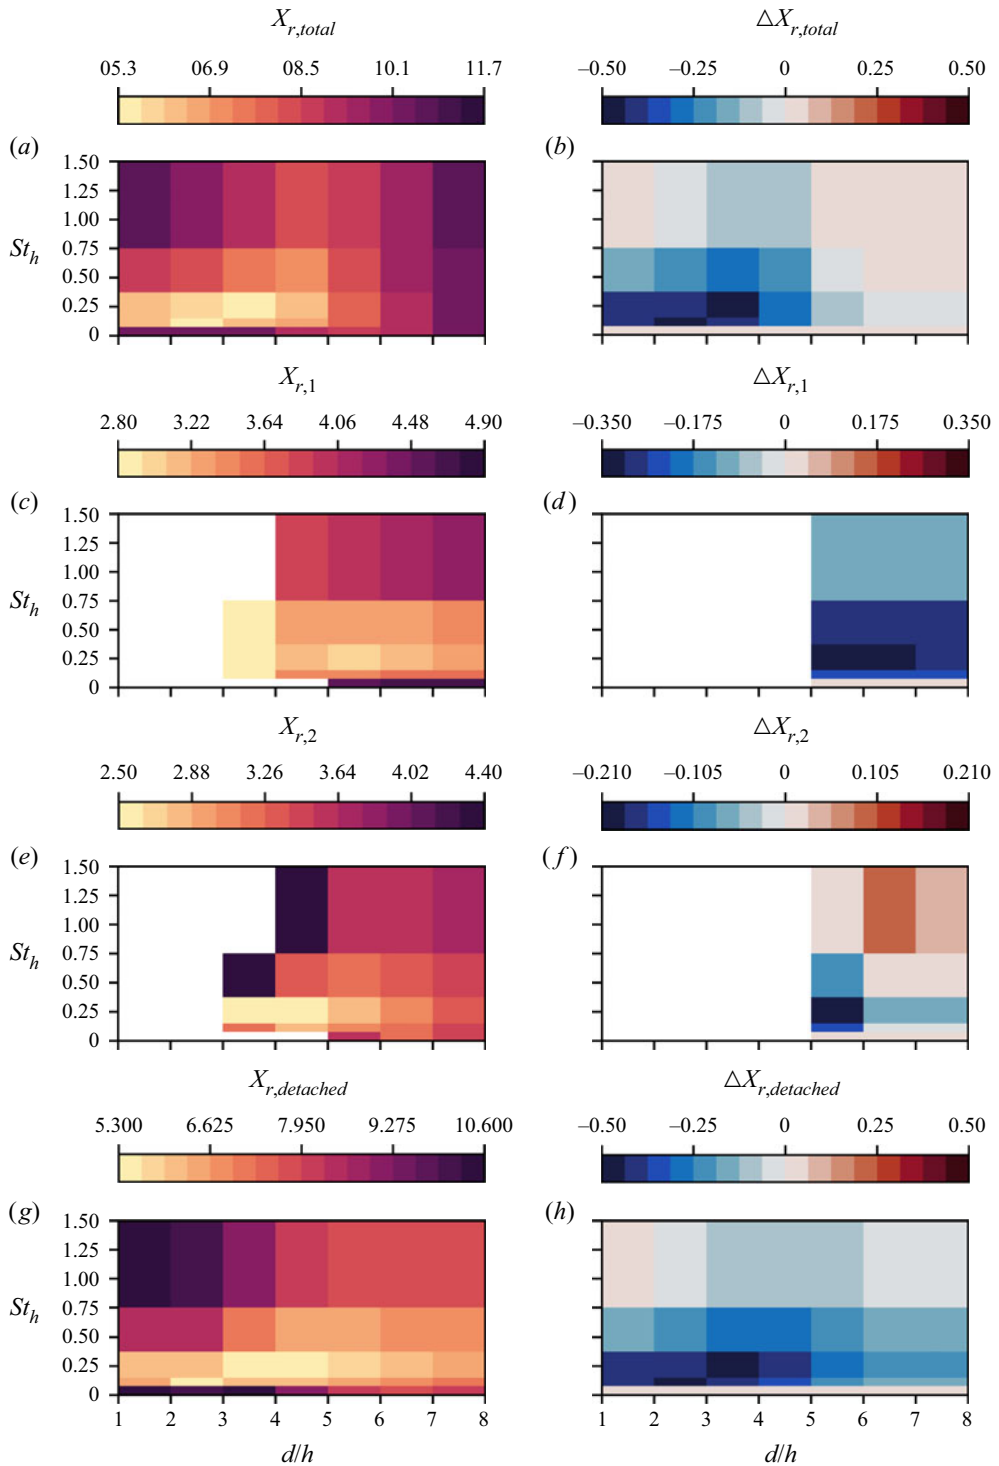 X_r,total △X_r,total
05.3 06.9 08.5 10.1 11.7 −0.50 −0.25 0 0.25 0.50
(a) (b)
1.50
1.25
1.00
St_h 0.75
0.50
0.25
0
X_r,1 △X_r,1
2.80 3.22 3.64 4.06 4.48 4.90 −0.350 −0.175 0 0.175 0.350
(c) (d)
1.50
1.25
1.00
St_h 0.75
0.50
0.25
0
X_r,2 △X_r,2
2.50 2.88 3.26 3.64 4.02 4.40 −0.210 −0.105 0 0.105 0.210
(e) (f)
1.50
1.25
1.00
St_h 0.75
0.50
0.25
0
X_r,detached △X_r,detached
5.300 6.625 7.950 9.275 10.600 −0.50 −0.25 0 0.25 0.50
(g) (h)
1.50
1.25
1.00
St_h 0.75
0.50
0.25
0
1 2 3 4 5 6 7 8 1 2 3 4 5 6 7 8
d/h d/h